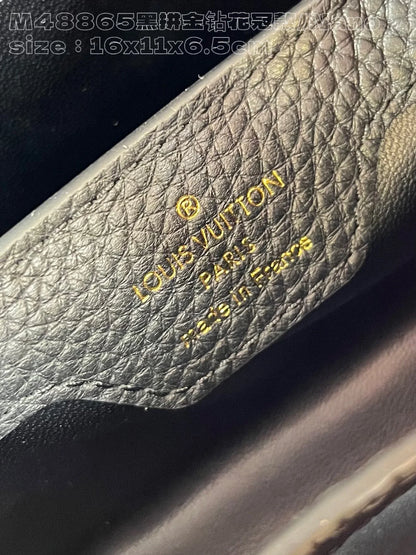 M48865黑拼金钻花冠
size：16x11x6.5cm
®
LOUIS VUITTON
PARIS
made in France